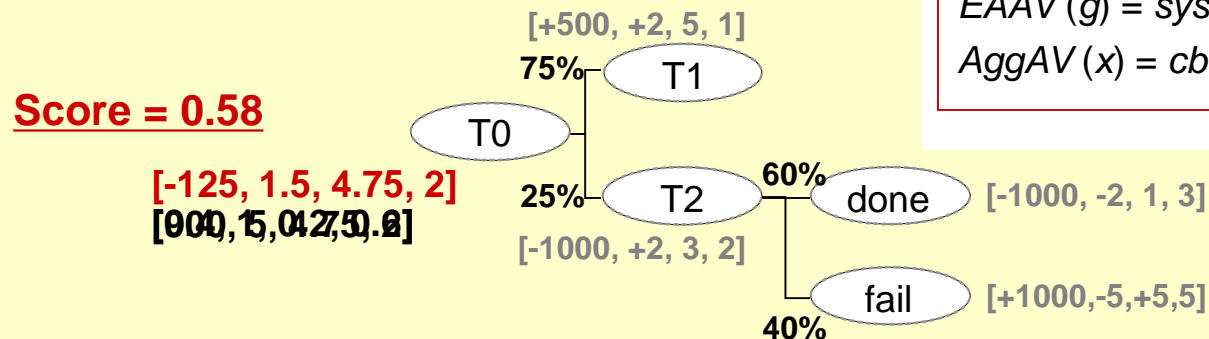 [+500, +2, 5, 1]
EAAV (g) = sys
AggAV (x) = cb
75%
T1
Score = 0.58
T0
[-125, 1.5, 4.75, 2]
25%
T2
60%
done
[-1000, -2, 1, 3]
[-1000, +2, 3, 2]
fail
[+1000,-5,+5,5]
40%